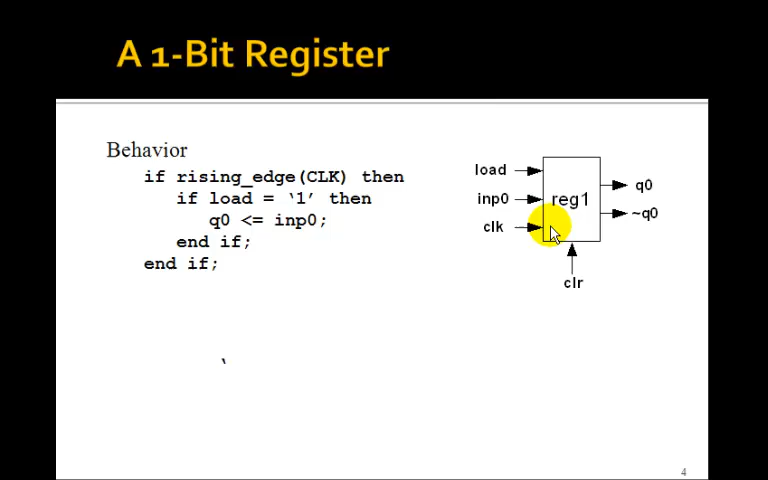 A 1-Bit Register
Behavior
if rising_edge(CLK) then
if load = ‘1’ then
q0 <= inp0;
end if;
end if;
load
inp0
clk
reg1
q0
~q0
clr
‘
4